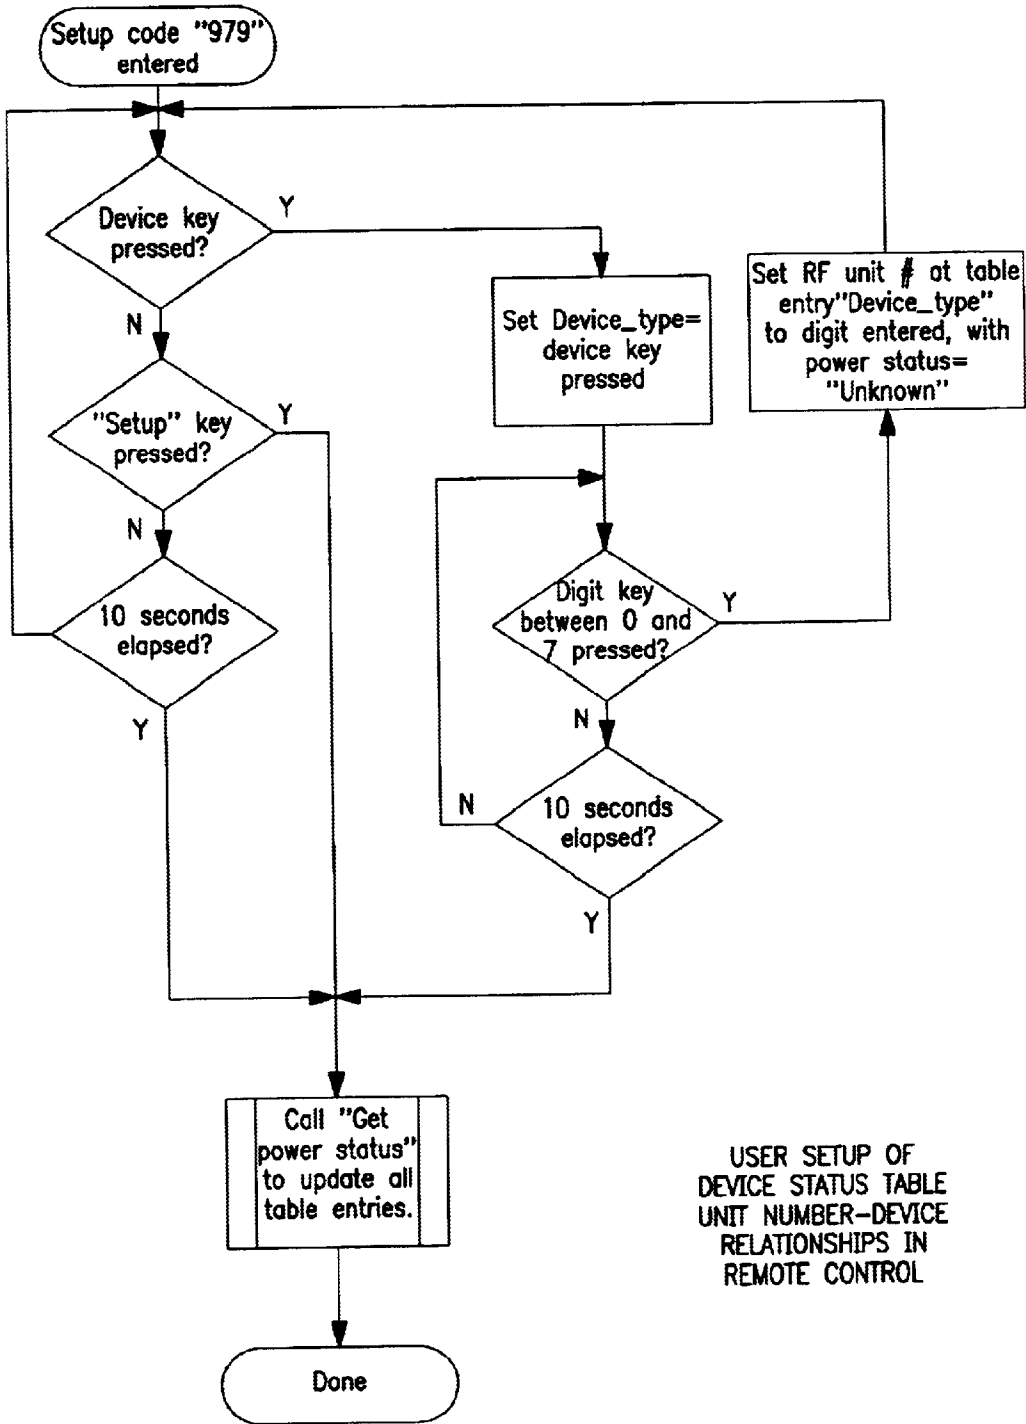 Setup code "979"
entered
Device key
pressed?
Y
N
"Setup" key
pressed?
Y
N
10 seconds
elapsed?
Y
Set Device_type=
device key
pressed
Digit key
between 0 and
7 pressed?
Y
N
10 seconds
elapsed?
N
Y
Set RF unit # at table
entry"Device_type"
to digit entered, with
power status=
"Unknown"
Call "Get
power status"
to update all
table entries.
Done
USER SETUP OF
DEVICE STATUS TABLE
UNIT NUMBER-DEVICE
RELATIONSHIPS IN
REMOTE CONTROL